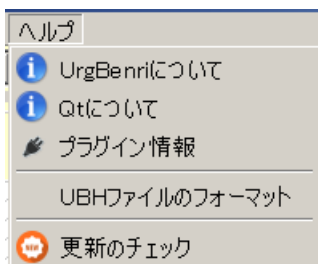 ヘルプ
UrgBenriについて
Qtについて
プラグイン情報
UBHファイルのフォーマット
更新のチェック